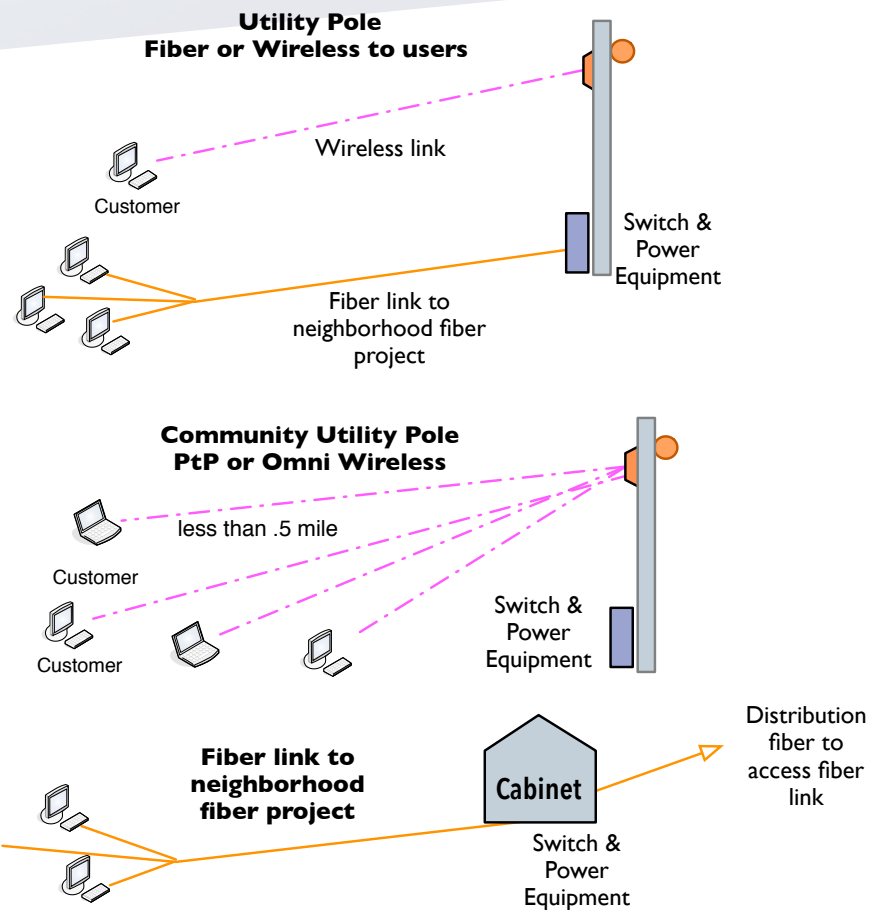 Utility Pole
Fiber or Wireless to users
Wireless link
Customer
Switch &
Power
Equipment
Fiber link to
neighborhood fiber
project
Community Utility Pole
PtP or Omni Wireless
less than .5 mile
Customer
Customer
Switch &
Power
Equipment
Distribution
fiber to
access fiber
link
Fiber link to
neighborhood
fiber project
Cabinet
Switch &
Power
Equipment